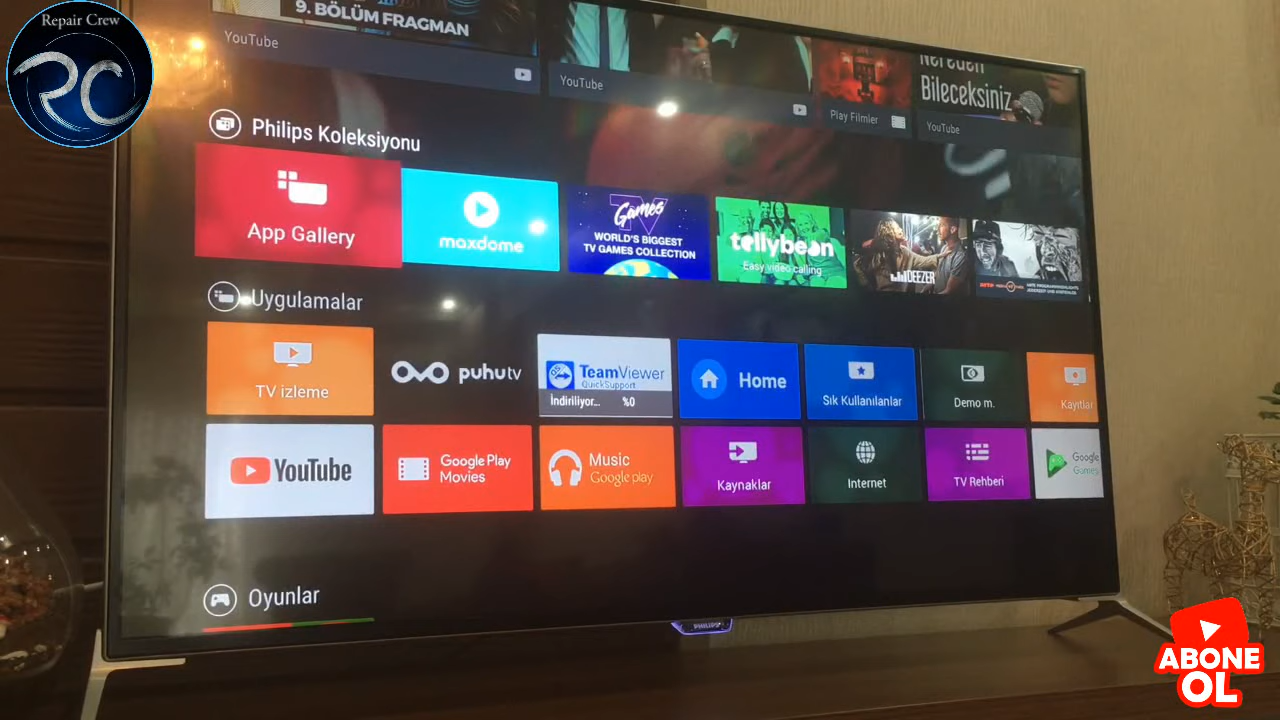 Repair Crew
RC
9. BÖLÜM FRAGMAN
YouTube
YouTube
Play Filmler
Nereden
Bileceksiniz
YouTube
Philips Koleksiyonu
App Gallery
maxdome
Games
TV
WORLD'S BIGGEST
TV GAMES COLLECTION
tellybean
Easy video calling
DEEZER
arte
Uygulamalar
TV izleme
puhutv
TeamViewer
QuickSupport
İndiriliyor... %0
Home
Sık Kullanılanlar
Demo m.
Kayıtlar
YouTube
Google Play
Movies
Music
Google play
Kaynaklar
Internet
TV Rehberi
Google
Games
Oyunlar
PHILIPS
ABONE
OL